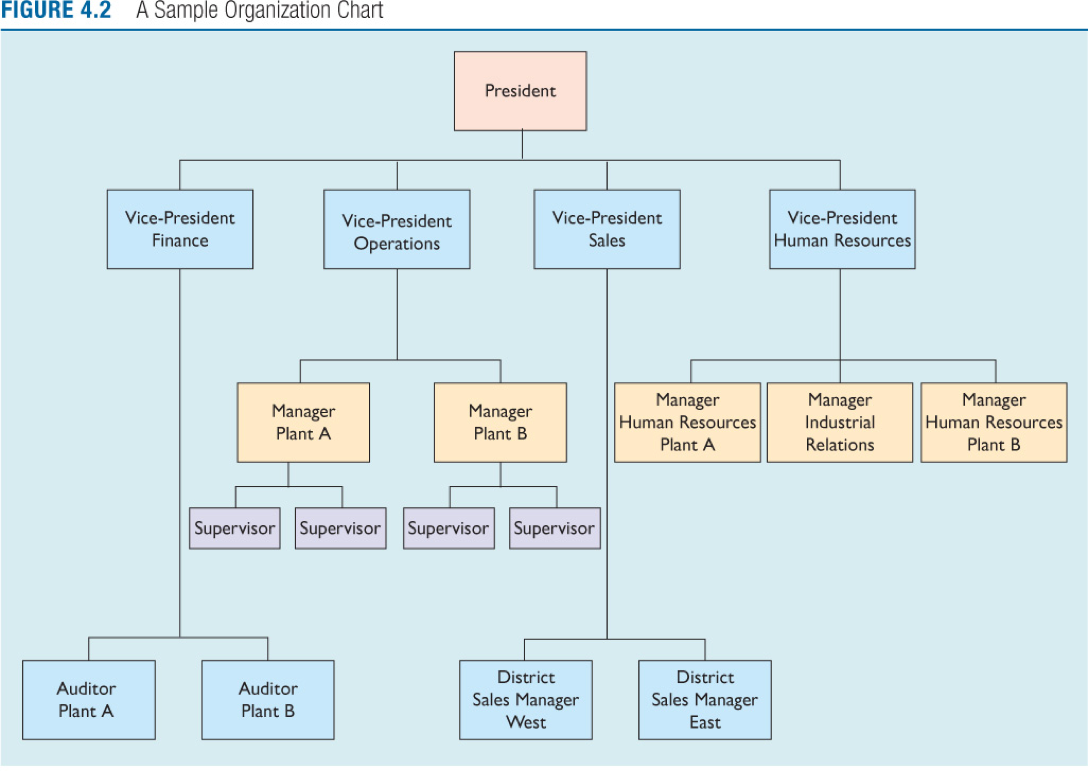 FIGURE 4.2 A Sample Organization Chart
President
Vice-President
Finance
Vice-President
Operations
Vice-President
Sales
Vice-President
Human Resources
Manager
Plant A
Manager
Plant B
Manager
Human Resources
Plant A
Manager
Industrial
Relations
Manager
Human Resources
Plant B
Supervisor
Supervisor
Supervisor
Supervisor
Auditor
Plant A
Auditor
Plant B
District
Sales Manager
West
District
Sales Manager
East